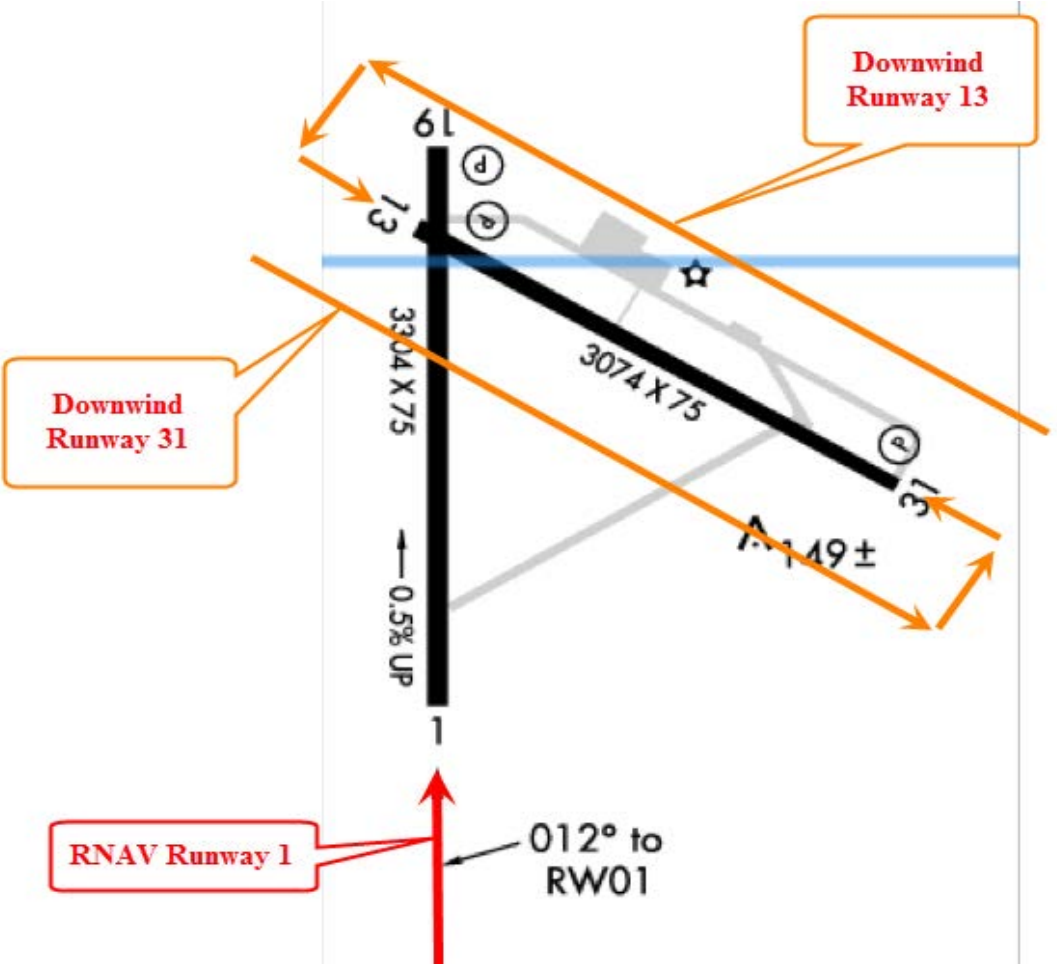 Downwind
Runway 13
19
P
P
13
3304 X 75
3074 X 75
Downwind
Runway 31
P
31
149±
0.5% UP
1
RNAV Runway 1
012° to
RW01